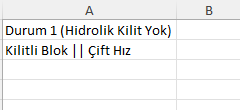 A B
Durum 1 (Hidrolik Kilit Yok)
Kilitli Blok || Çift Hız